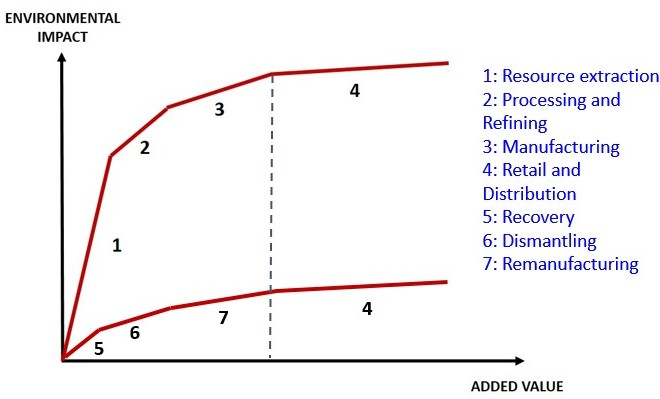 ENVIRONMENTAL
IMPACT
4
3
2
1
1: Resource extraction
2: Processing and
Refining
3: Manufacturing
4: Retail and
Distribution
5: Recovery
6: Dismantling
7: Remanufacturing
4
7
6
5
ADDED VALUE